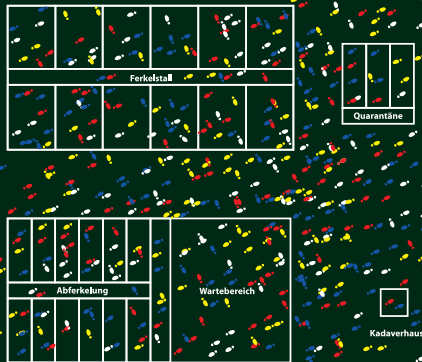 Ferkelstall
Quarantäne
Abferkelung
Wartebereich
Kadaverhaus